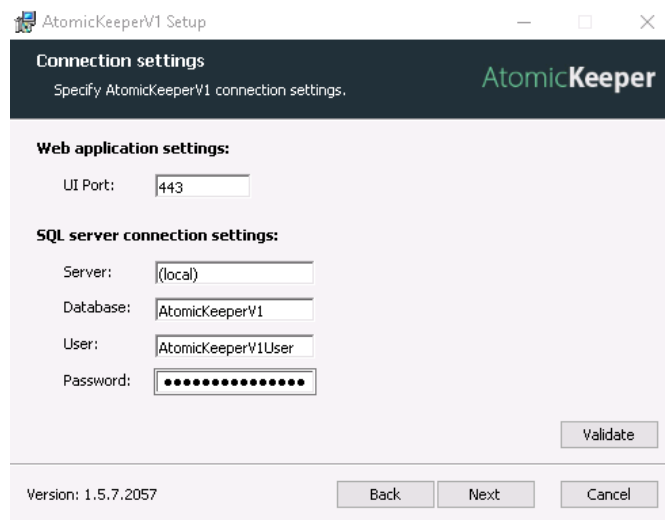 AtomicKeeperV1 Setup
Connection settings
Specify AtomicKeeperV1 connection settings.
AtomicKeeper
Web application settings:
UI Port: 443
SQL server connection settings:
Server: (local)
Database: AtomicKeeperV1
User: AtomicKeeperV1User
Password: ●●●●●●●●●●●●●●●
Validate
Version: 1.5.7.2057 Back Next Cancel